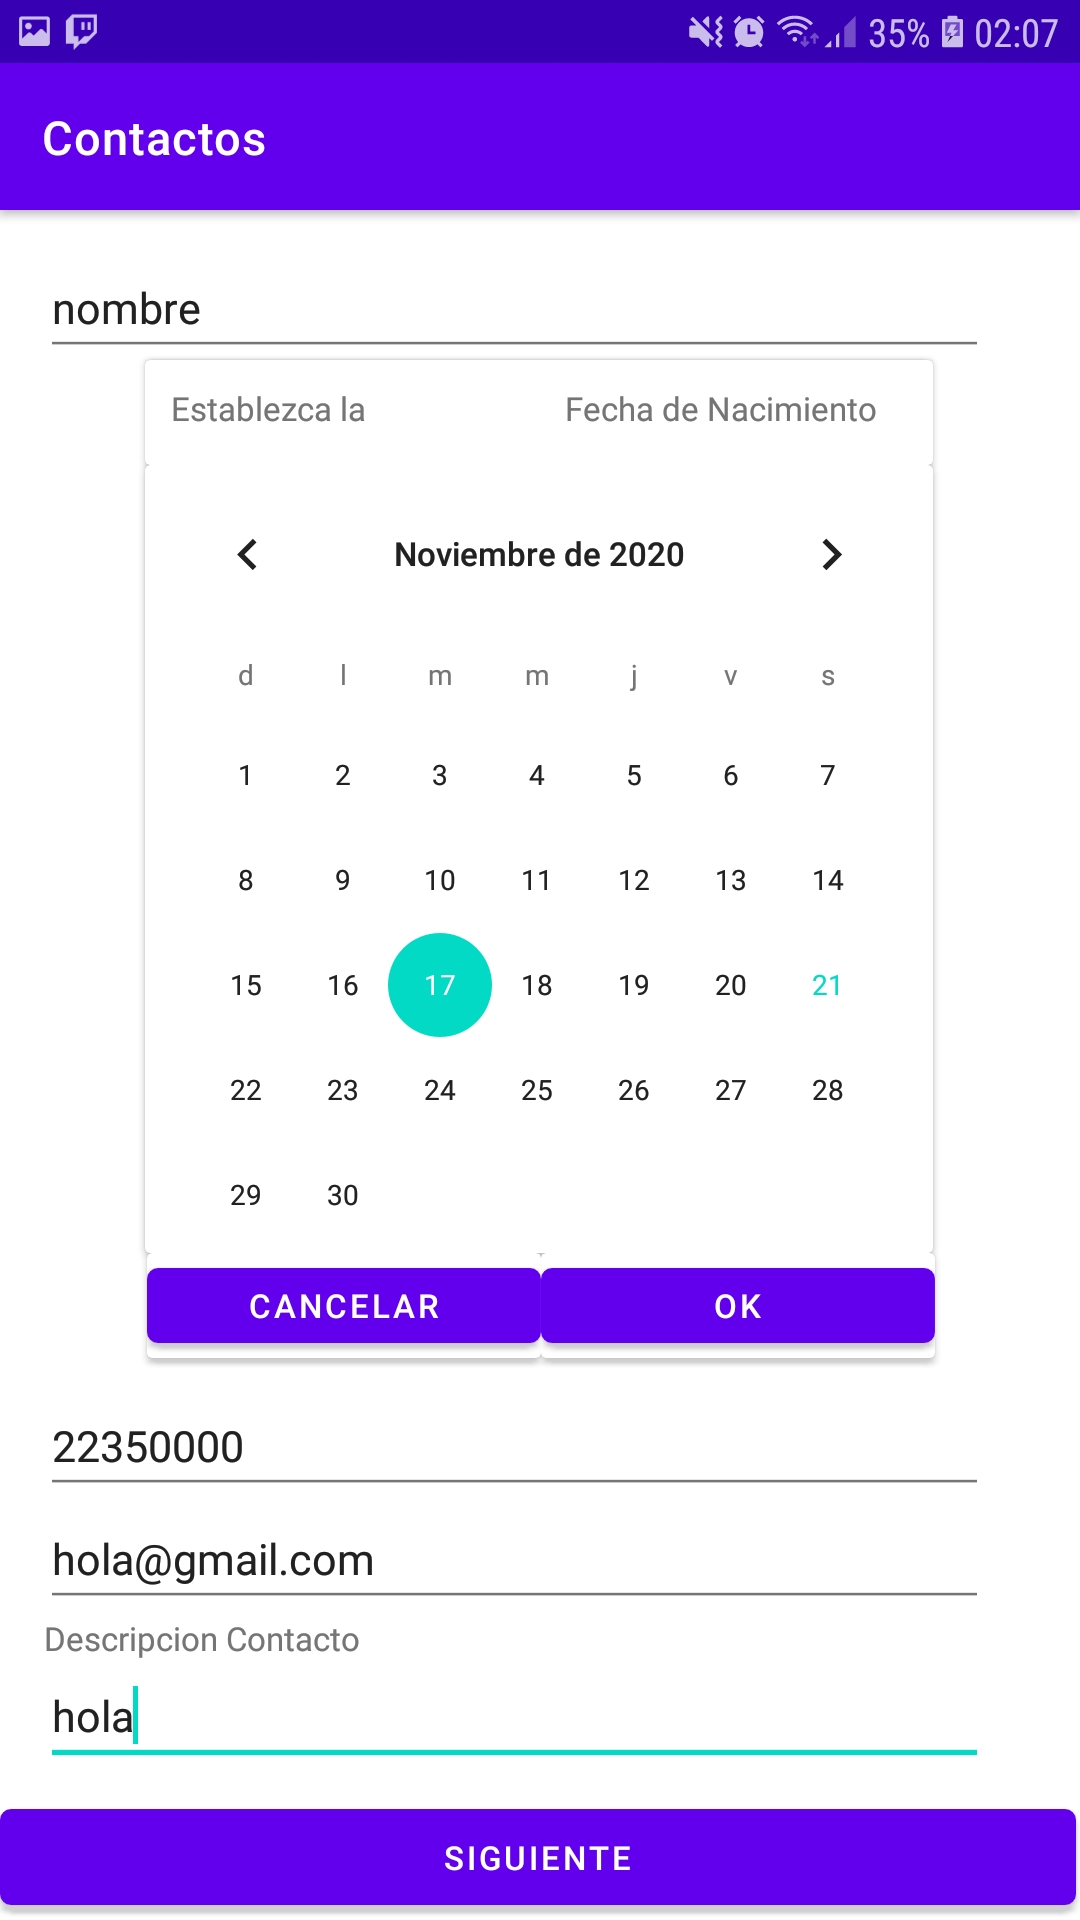 35% 02:07
Contactos
nombre
Establezca la Fecha de Nacimiento
Noviembre de 2020
d l m m j v s
1 2 3 4 5 6 7
8 9 10 11 12 13 14
15 16 17 18 19 20 21
22 23 24 25 26 27 28
29 30
CANCELAR OK
22350000
hola@gmail.com
Descripcion Contacto
hola
SIGUIENTE